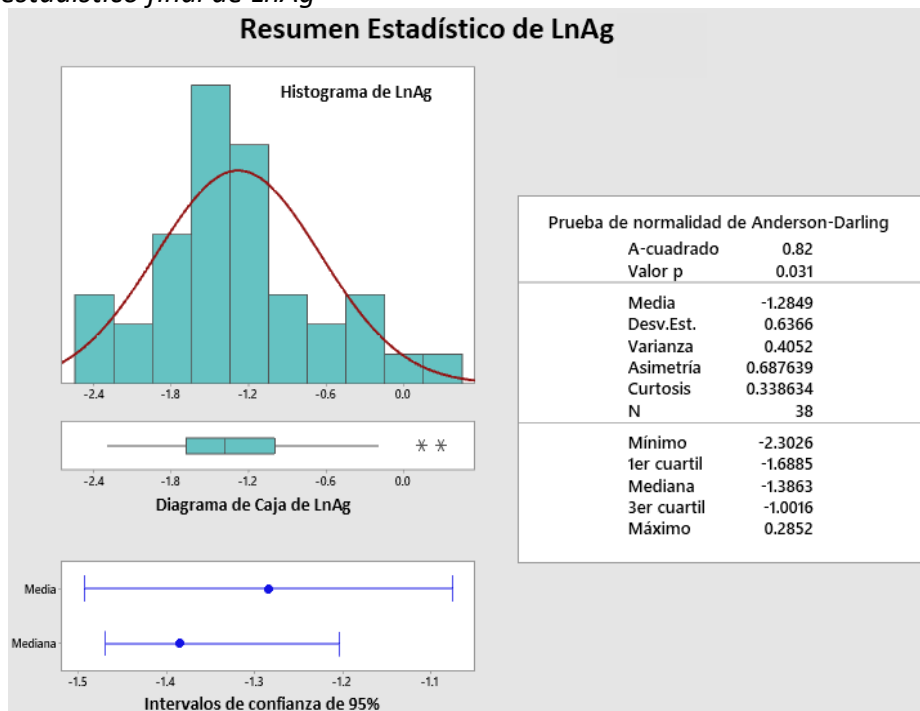 estadístico final de LnAg
Resumen Estadístico de LnAg
Histograma de LnAg
-2.4 -1.8 -1.2 -0.6 0.0
-2.4 -1.8 -1.2 -0.6 0.0
Diagrama de Caja de LnAg
Media
Mediana
-1.5 -1.4 -1.3 -1.2 -1.1
Intervalos de confianza de 95%
Prueba de normalidad de Anderson-Darling
A-cuadrado 0.82
Valor p 0.031
Media -1.2849
Desv.Est. 0.6366
Varianza 0.4052
Asimetría 0.687639
Curtosis 0.338634
N 38
Mínimo -2.3026
1er cuartil -1.6885
Mediana -1.3863
3er cuartil -1.0016
Máximo 0.2852